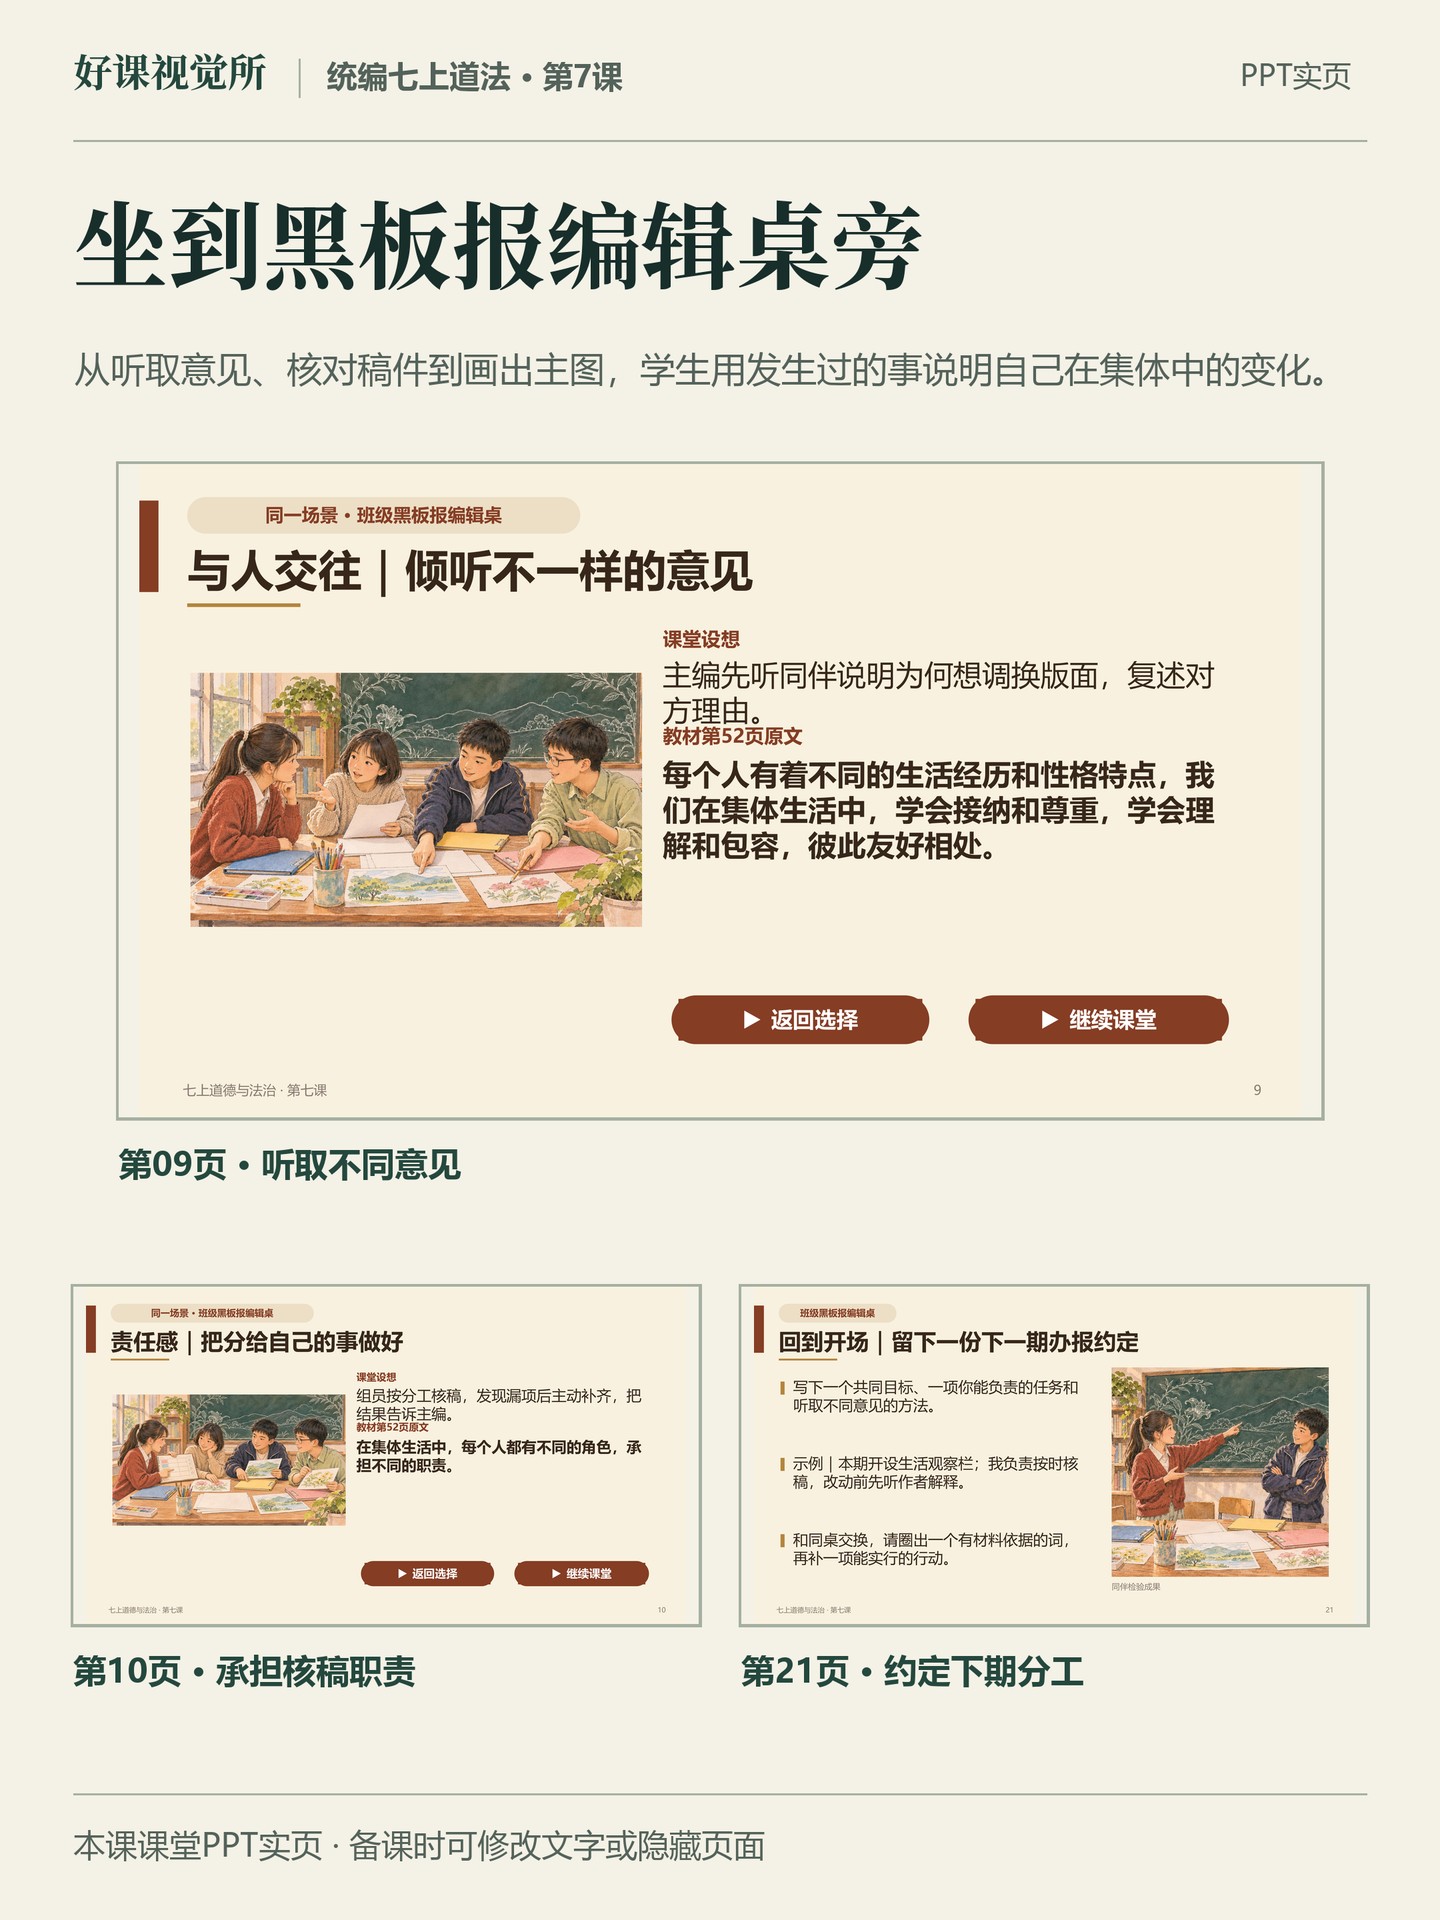 好课视觉所
统编七上道法·第7课
PPT实页
坐到黑板报编辑桌旁
从听取意见、核对稿件到画出主图，学生用发生过的事说明自己在集体中的变化。
同一场景·班级黑板报编辑桌
与人交往｜倾听不一样的意见
课堂设想
主编先听同伴说明为何想调换版面，复述对
方理由。
教材第52页原文
每个人有着不同的生活经历和性格特点，我
们在集体生活中，学会接纳和尊重，学会理
解和包容，彼此友好相处。
▶ 返回选择
▶ 继续课堂
七上道德与法治·第七课
9
第09页·听取不同意见
同一场景·班级黑板报编辑桌
责任感｜把分给自己的事做好
课堂设想
组员按分工核稿，发现漏项后主动补齐，把
结果告诉主编。
教材第52页原文
在集体生活中，每个人都有不同的角色，承
担不同的职责。
▶ 返回选择
▶ 继续课堂
七上道德与法治·第七课
10
第10页·承担核稿职责
班级黑板报编辑桌
回到开场｜留下一份下一期办报约定
写下一个共同目标、一项你能负责的任务和
听取不同意见的方法。
示例｜本期开设生活观察栏；我负责按时核
稿，改动前先听作者解释。
和同桌交换，请圈出一个有材料依据的词，
再补一项能实行的行动。
同伴检验成果
七上道德与法治·第七课
21
第21页·约定下期分工
本课课堂PPT实页·备课时可修改文字或隐藏页面